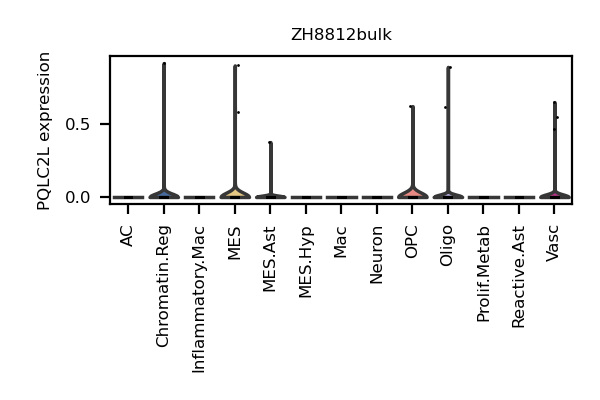 ZH8812bulk
PQLC2L expression
0.5
0.0
AC
Chromatin.Reg
Inflammatory.Mac
MES
MES.Ast
MES.Hyp
Mac
Neuron
OPC
Oligo
Prolif.Metab
Reactive.Ast
Vasc